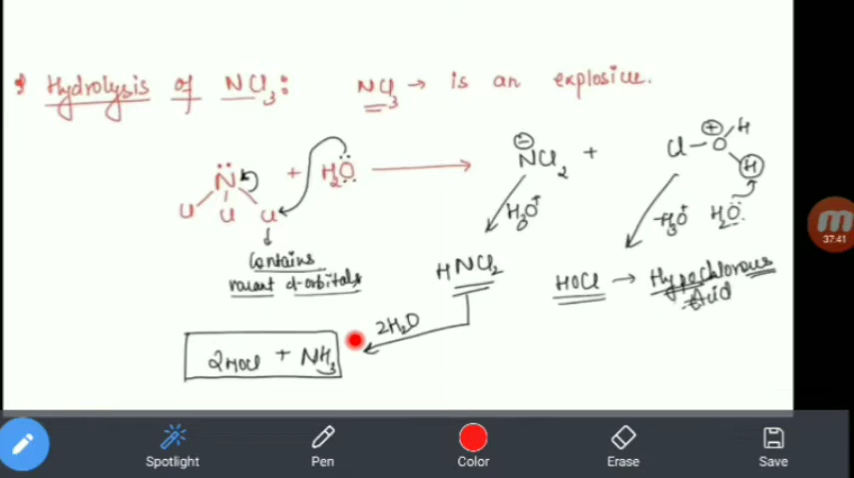 Hydrolysis of NCl3: NCl3 → is an explosive.
N̈ + H2Ö: → ⊖NCl2 + Cl–O⊕ H
Cl Cl Cl H
H3O+ -H3O+ H2Ö
Contains
vacant d-orbitals
HNCl2 HOCl → Hypochlorous
Acid
2H2O
2HOCl + NH3
37:41
Spotlight Pen Color Erase Save